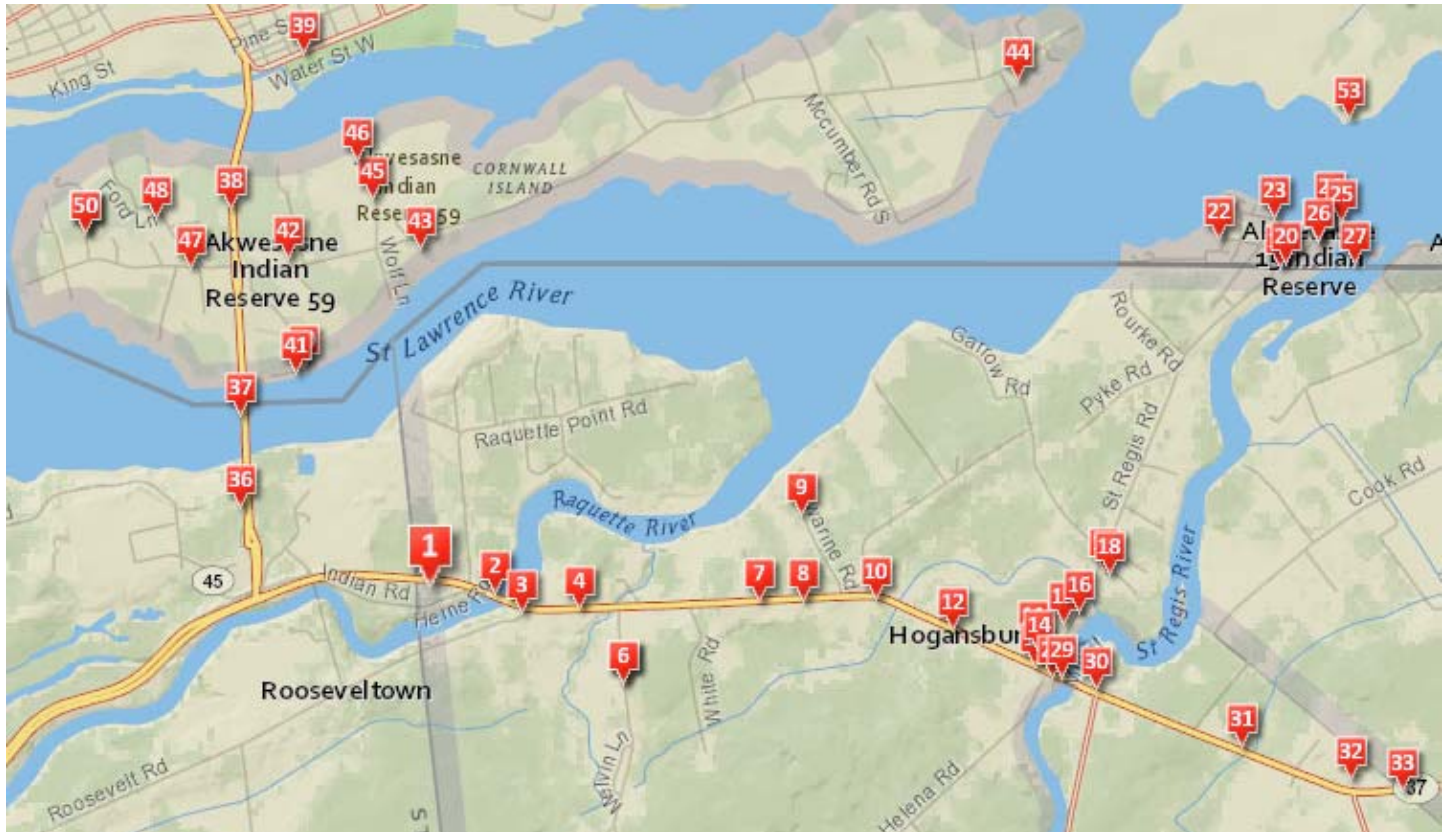 39
Pine S
Water St W
King St
44
53
46
45
Indian
CORNWALL
ISLAND
Mccumber Rd S
48
50
Ford Ln
38
43
42
47
Akwesasne
Indian
Reserve 59
Wolf Ln
23
25
22
26
20
27
Indian
Reserve
St Lawrence River
41
37
Rourke Rd
Pyke Rd
St Regis Rd
Raquette Point Rd
36
9
Raquette River
Cook Rd
1
2
3
4
7
8
10
12
16
18
45
Indian Rd
St Regis River
14
Hogansbu
29
30
6
White Rd
Rooseveltown
31
32
33
37
Roosevelt Rd
Helena Rd